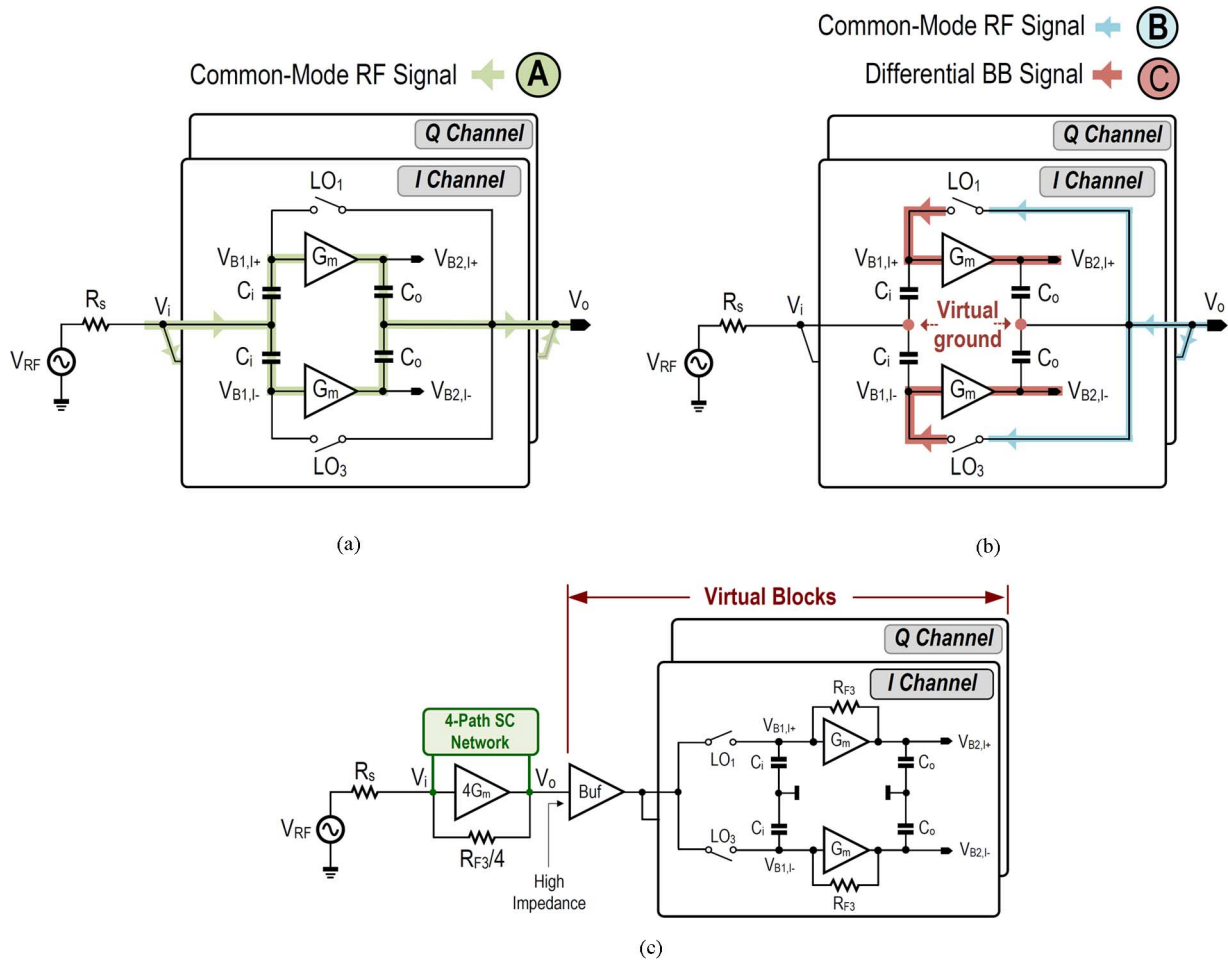 Common-Mode RF Signal A
Q Channel
I Channel
LO1
VB1,I+
Gm
VB2,I+
Ci
Co
Rs
Vi
Vo
VRF
Ci
Co
VB1,I-
Gm
VB2,I-
LO3
(a)
Common-Mode RF Signal B
Differential BB Signal C
Q Channel
I Channel
LO1
VB1,I+
Gm
VB2,I+
Ci
Co
Rs
Vi
Virtual
ground
Vo
VRF
Ci
Co
VB1,I-
Gm
VB2,I-
LO3
(b)
Virtual Blocks
Q Channel
I Channel
RF3
4-Path SC
Network
VB1,I+
Gm
VB2,I+
LO1
Ci
Co
Rs
Vi
4Gm
Vo
Buf
VRF
RF3/4
LO3
Ci
Co
VB1,I-
Gm
VB2,I-
RF3
High
Impedance
(c)